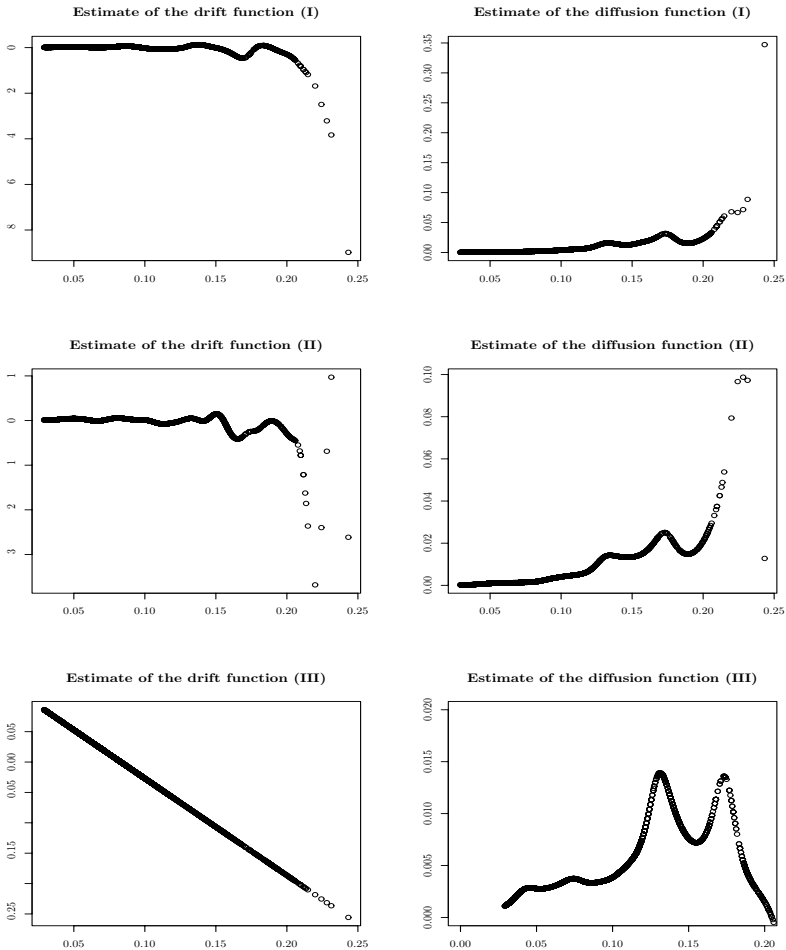 Estimate of the drift function (I)
0
2
4
6
8
0.05 0.10 0.15 0.20 0.25
Estimate of the diffusion function (I)
0.35
0.30
0.25
0.20
0.15
0.10
0.05
0.00
0.05 0.10 0.15 0.20 0.25
Estimate of the drift function (II)
1
0
1
2
3
0.05 0.10 0.15 0.20 0.25
Estimate of the diffusion function (II)
0.10
0.08
0.06
0.04
0.02
0.00
0.05 0.10 0.15 0.20 0.25
Estimate of the drift function (III)
0.05
0.00
0.05
0.15
0.25
0.05 0.10 0.15 0.20 0.25
Estimate of the diffusion function (III)
0.020
0.015
0.010
0.005
0.000
0.00 0.05 0.10 0.15 0.20